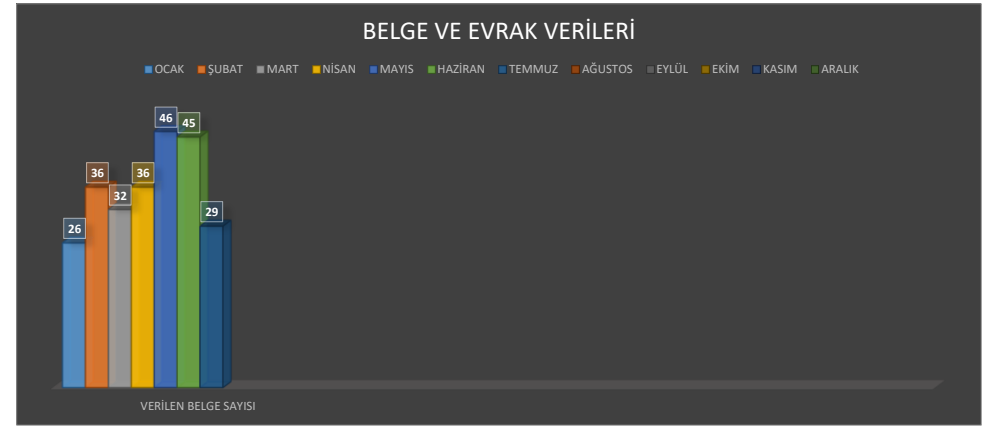 BELGE VE EVRAK VERİLERİ
OCAK ŞUBAT MART NİSAN MAYIS HAZİRAN TEMMUZ AĞUSTOS EYLÜL EKİM KASIM ARALIK
46
45
36
36
32
29
26
VERİLEN BELGE SAYISI